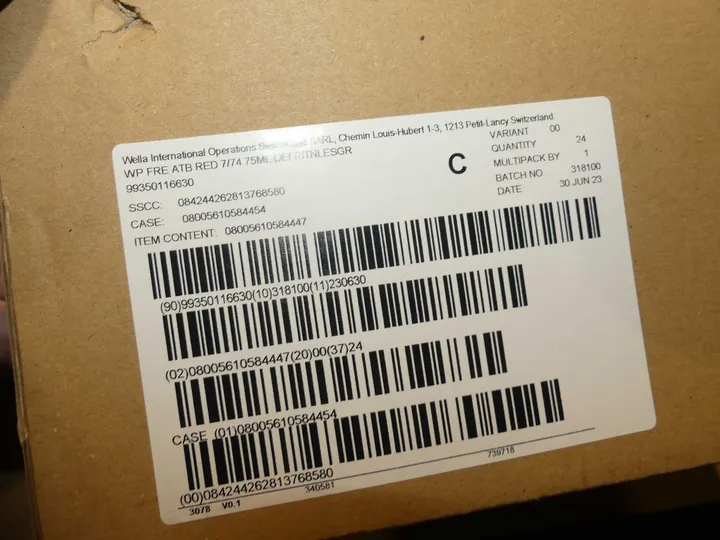 Wella International Operations Switzerland SARL, Chemin Louis-Hubert 1-3, 1213 Petit-Lancy Switzerland
WP FRE ATB RED 7/74 75ML
99350116630
SSCC: 084244262813768580
CASE: 08005610584454
ITEM CONTENT: 08005610584447
C
VARIANT 00
QUANTITY 24
MULTIPACK BY 1
BATCH NO. 318100
DATE 30 JUN 23
(90)99350116630(10)318100(11)230630
(02)08005610584447(20)00(37)24
CASE (01)08005610584454
(00)084244262813768580
3078 V0.1 340581 739718